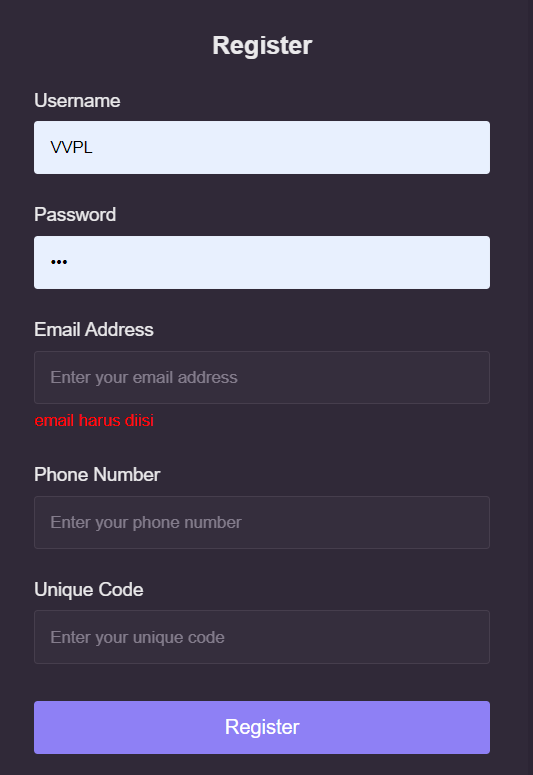 Register
Username
VVPL
Password
•••
Email Address
Enter your email address
email harus diisi
Phone Number
Enter your phone number
Unique Code
Enter your unique code
Register